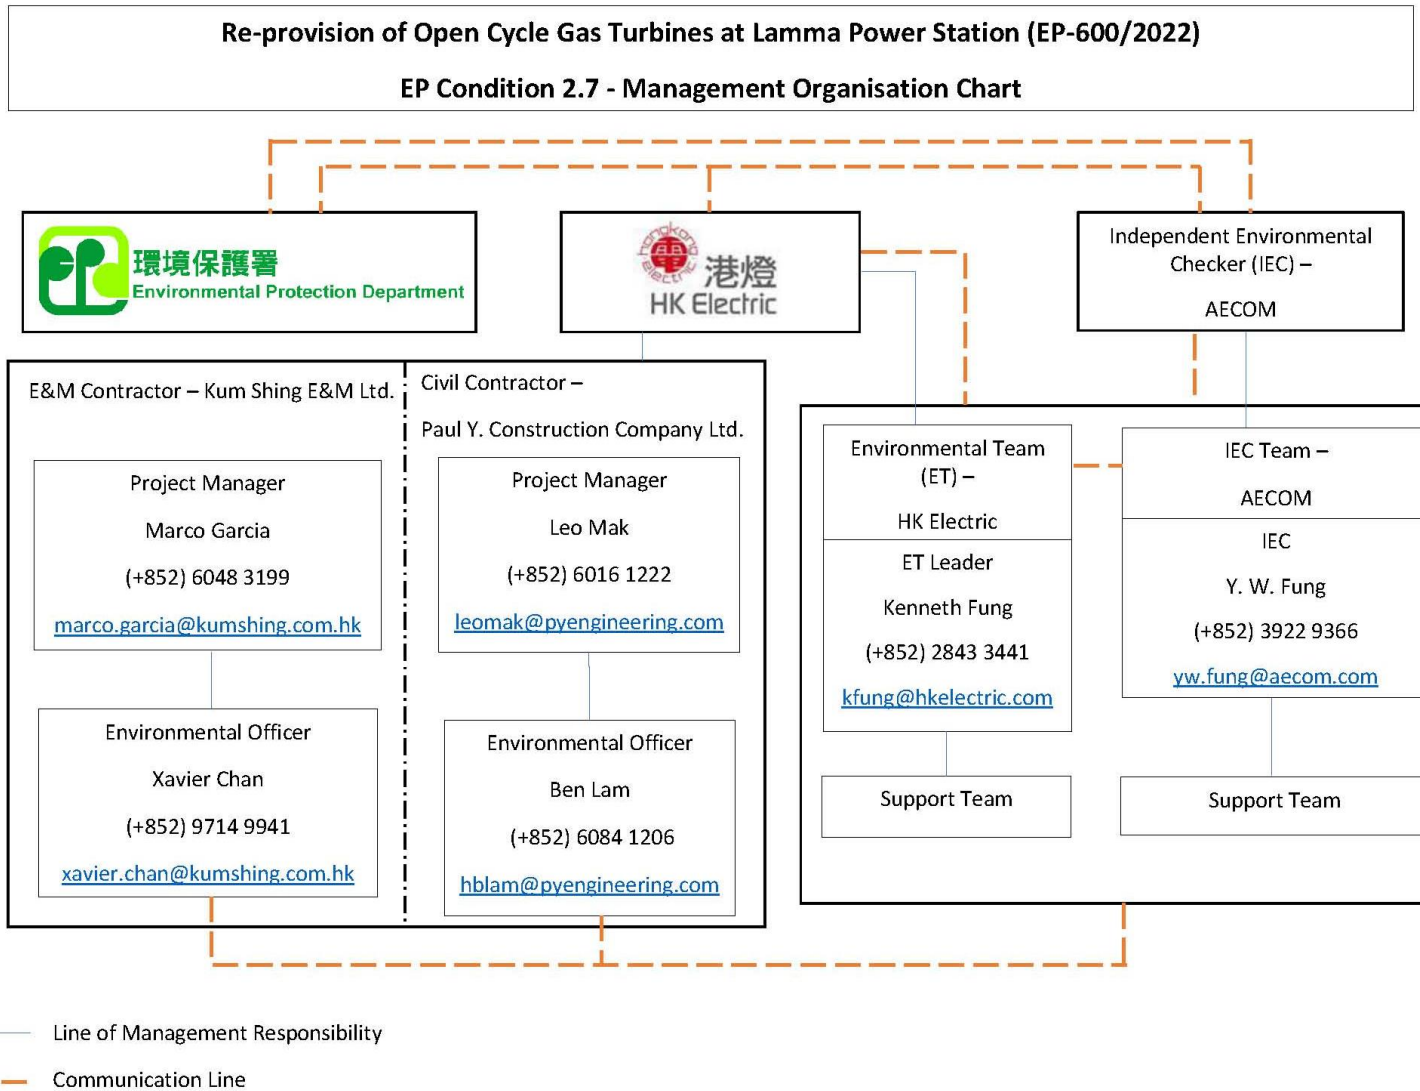 Re-provision of Open Cycle Gas Turbines at Lamma Power Station (EP-600/2022)
EP Condition 2.7 - Management Organisation Chart
環境保護署
Environmental Protection Department
hongkong electric
電
港燈
HK Electric
Independent Environmental
Checker (IEC) –
AECOM
E&M Contractor – Kum Shing E&M Ltd.
Project Manager
Marco Garcia
(+852) 6048 3199
marco.garcia@kumshing.com.hk
Environmental Officer
Xavier Chan
(+852) 9714 9941
xavier.chan@kumshing.com.hk
Civil Contractor –
Paul Y. Construction Company Ltd.
Project Manager
Leo Mak
(+852) 6016 1222
leomak@pyengineering.com
Environmental Officer
Ben Lam
(+852) 6084 1206
hblam@pyengineering.com
Environmental Team
(ET) –
HK Electric
ET Leader
Kenneth Fung
(+852) 2843 3441
kfung@hkelectric.com
Support Team
IEC Team –
AECOM
IEC
Y. W. Fung
(+852) 3922 9366
yw.fung@aecom.com
Support Team
Line of Management Responsibility
Communication Line